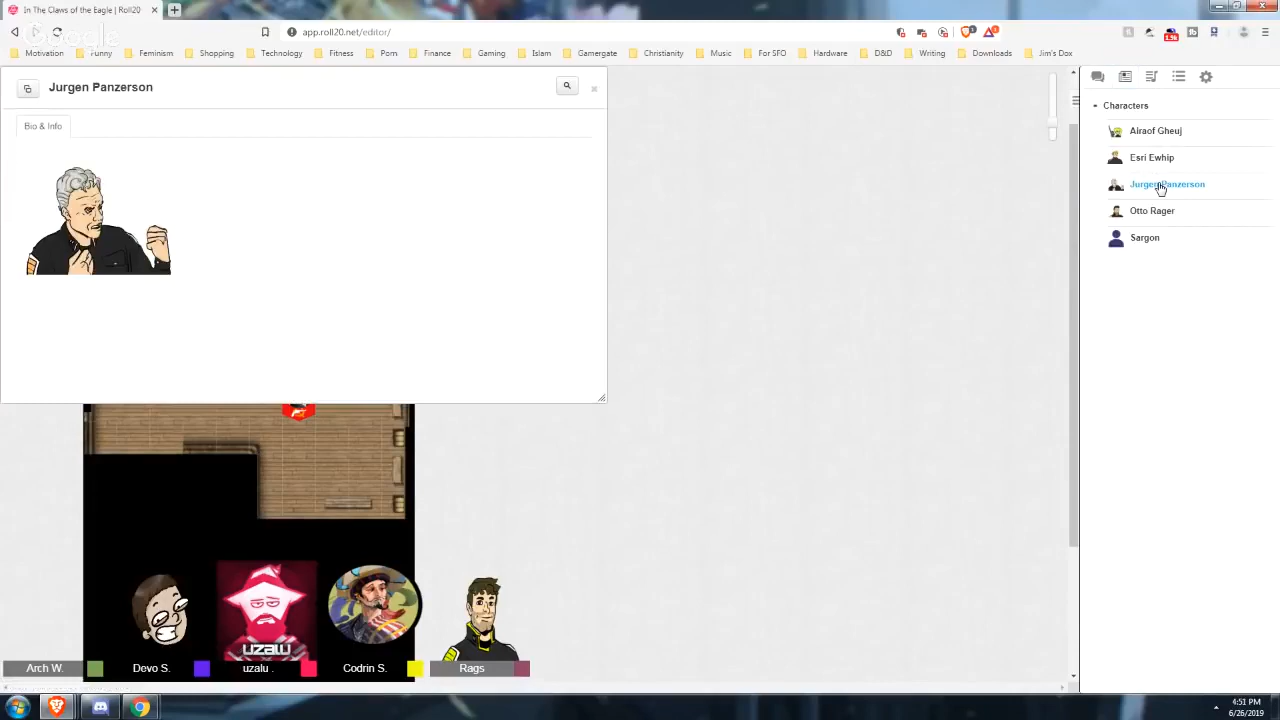 In The Claws of the Eagle | Roll20
app.roll20.net/editor/
Motivation Funny Feminism Shopping Technology Fitness Porn Finance Gaming Islam Gamergate Christianity Music For SFO Hardware D&D Writing Downloads Jim's Dox
Jurgen Panzerson
Bio & Info
Characters
Airaof Gheuj
Esri Ewhip
Jurgen Panzerson
Otto Rager
Sargon
UZALU
Arch W. Devo S. uzalu . Codrin S. Rags
4:51 PM
6/26/2019